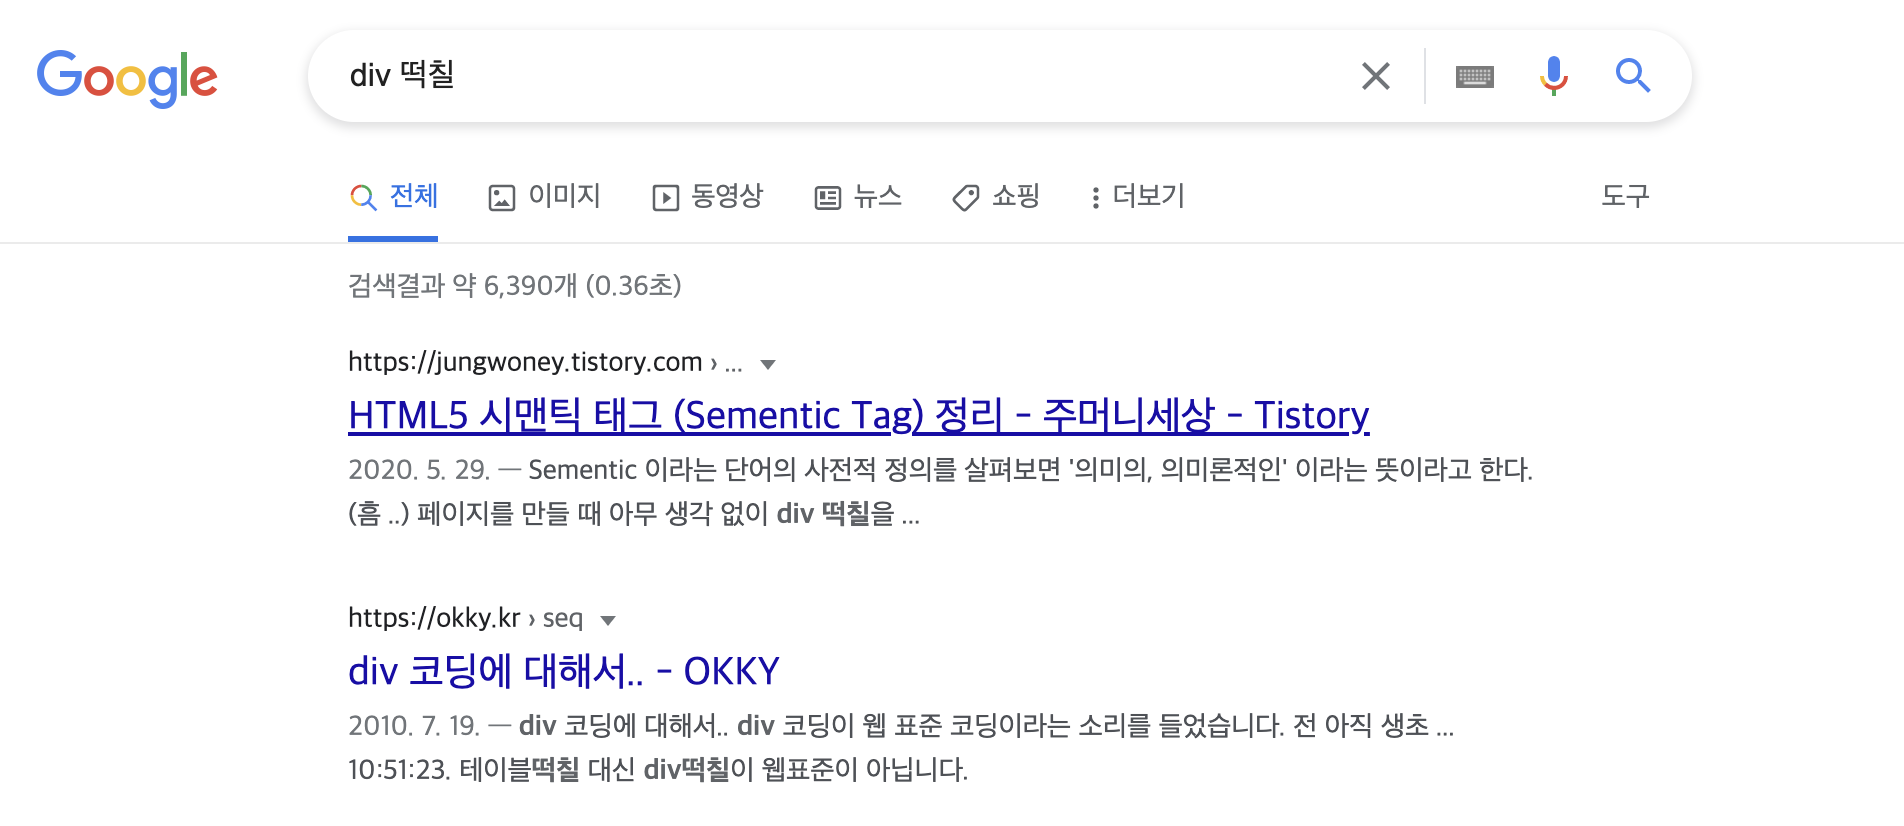 Google
div 떡칠
전체 이미지 동영상 뉴스 쇼핑 더보기 도구
검색결과 약 6,390개 (0.36초)
https://jungwoney.tistory.com › ...
HTML5 시맨틱 태그 (Sementic Tag) 정리 - 주머니세상 - Tistory
2020. 5. 29. — Sementic 이라는 단어의 사전적 정의를 살펴보면 '의미의, 의미론적인' 이라는 뜻이라고 한다.
(흠 ..) 페이지를 만들 때 아무 생각 없이 div 떡칠을 ...
https://okky.kr › seq
div 코딩에 대해서.. - OKKY
2010. 7. 19. — div 코딩에 대해서.. div 코딩이 웹 표준 코딩이라는 소리를 들었습니다. 전 아직 생초 ...
10:51:23. 테이블떡칠 대신 div떡칠이 웹표준이 아닙니다.